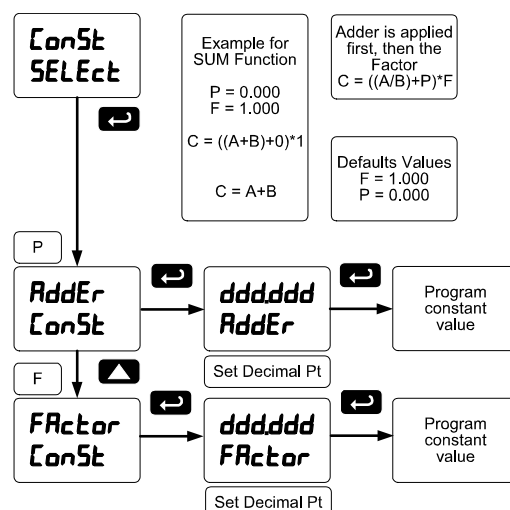 ConSt
SELEct
Example for
SUM Function
P = 0.000
F = 1.000
C = ((A+B)+0)*1
C = A+B
Adder is applied
first, then the
Factor
C = ((A/B)+P)*F
Defaults Values
F = 1.000
P = 0.000
P
AddEr
ConSt
ddd.ddd
AddEr
Program
constant
value
Set Decimal Pt
F
FActor
ConSt
ddd.ddd
FActor
Program
constant
value
Set Decimal Pt